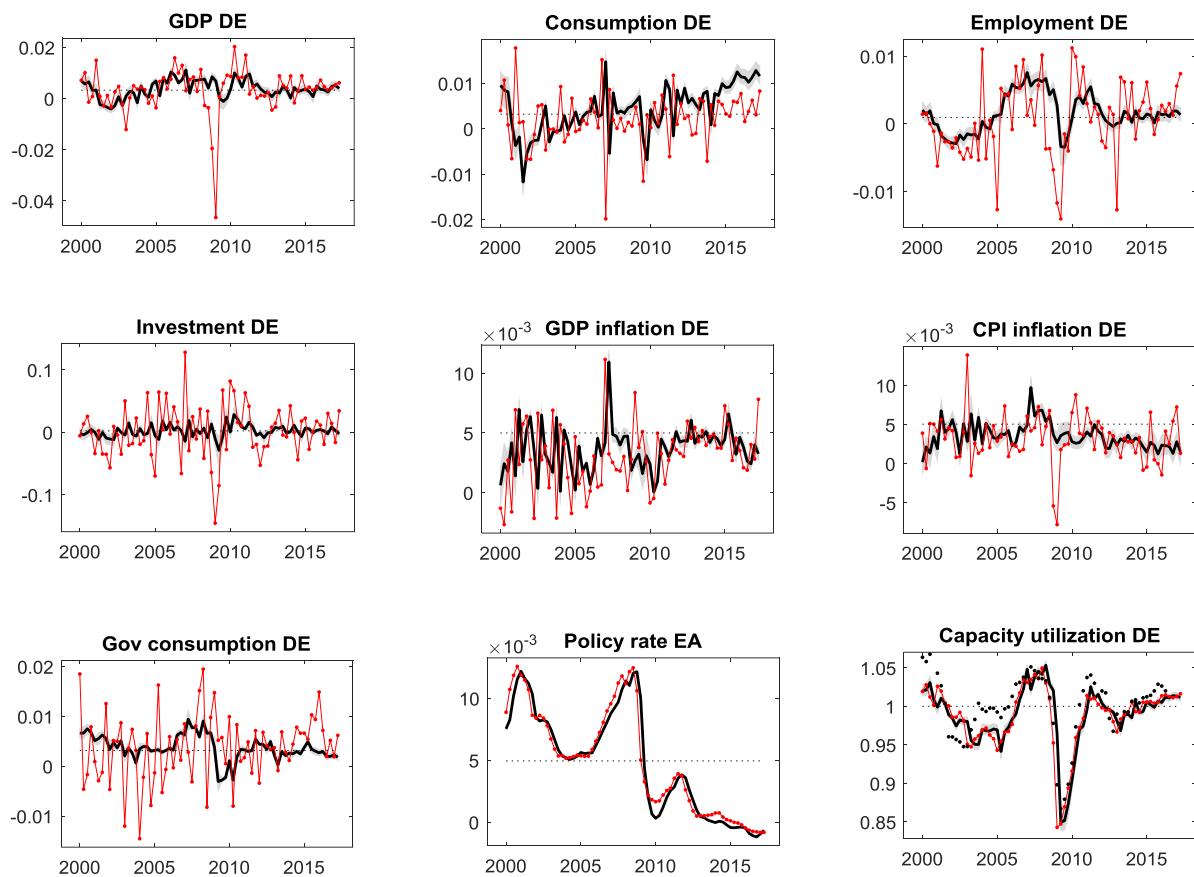 GDP DE
0.02
0
-0.02
-0.04
2000 2005 2010 2015
Consumption DE
0.01
0
-0.01
-0.02
2000 2005 2010 2015
Employment DE
0.01
0
-0.01
2000 2005 2010 2015
Investment DE
0.1
0
-0.1
2000 2005 2010 2015
GDP inflation DE
×10-3
10
5
0
2000 2005 2010 2015
CPI inflation DE
×10-3
10
5
0
-5
2000 2005 2010 2015
Gov consumption DE
0.02
0.01
0
-0.01
2000 2005 2010 2015
Policy rate EA
×10-3
10
5
0
2000 2005 2010 2015
Capacity utilization DE
1.05
1
0.95
0.9
0.85
2000 2005 2010 2015